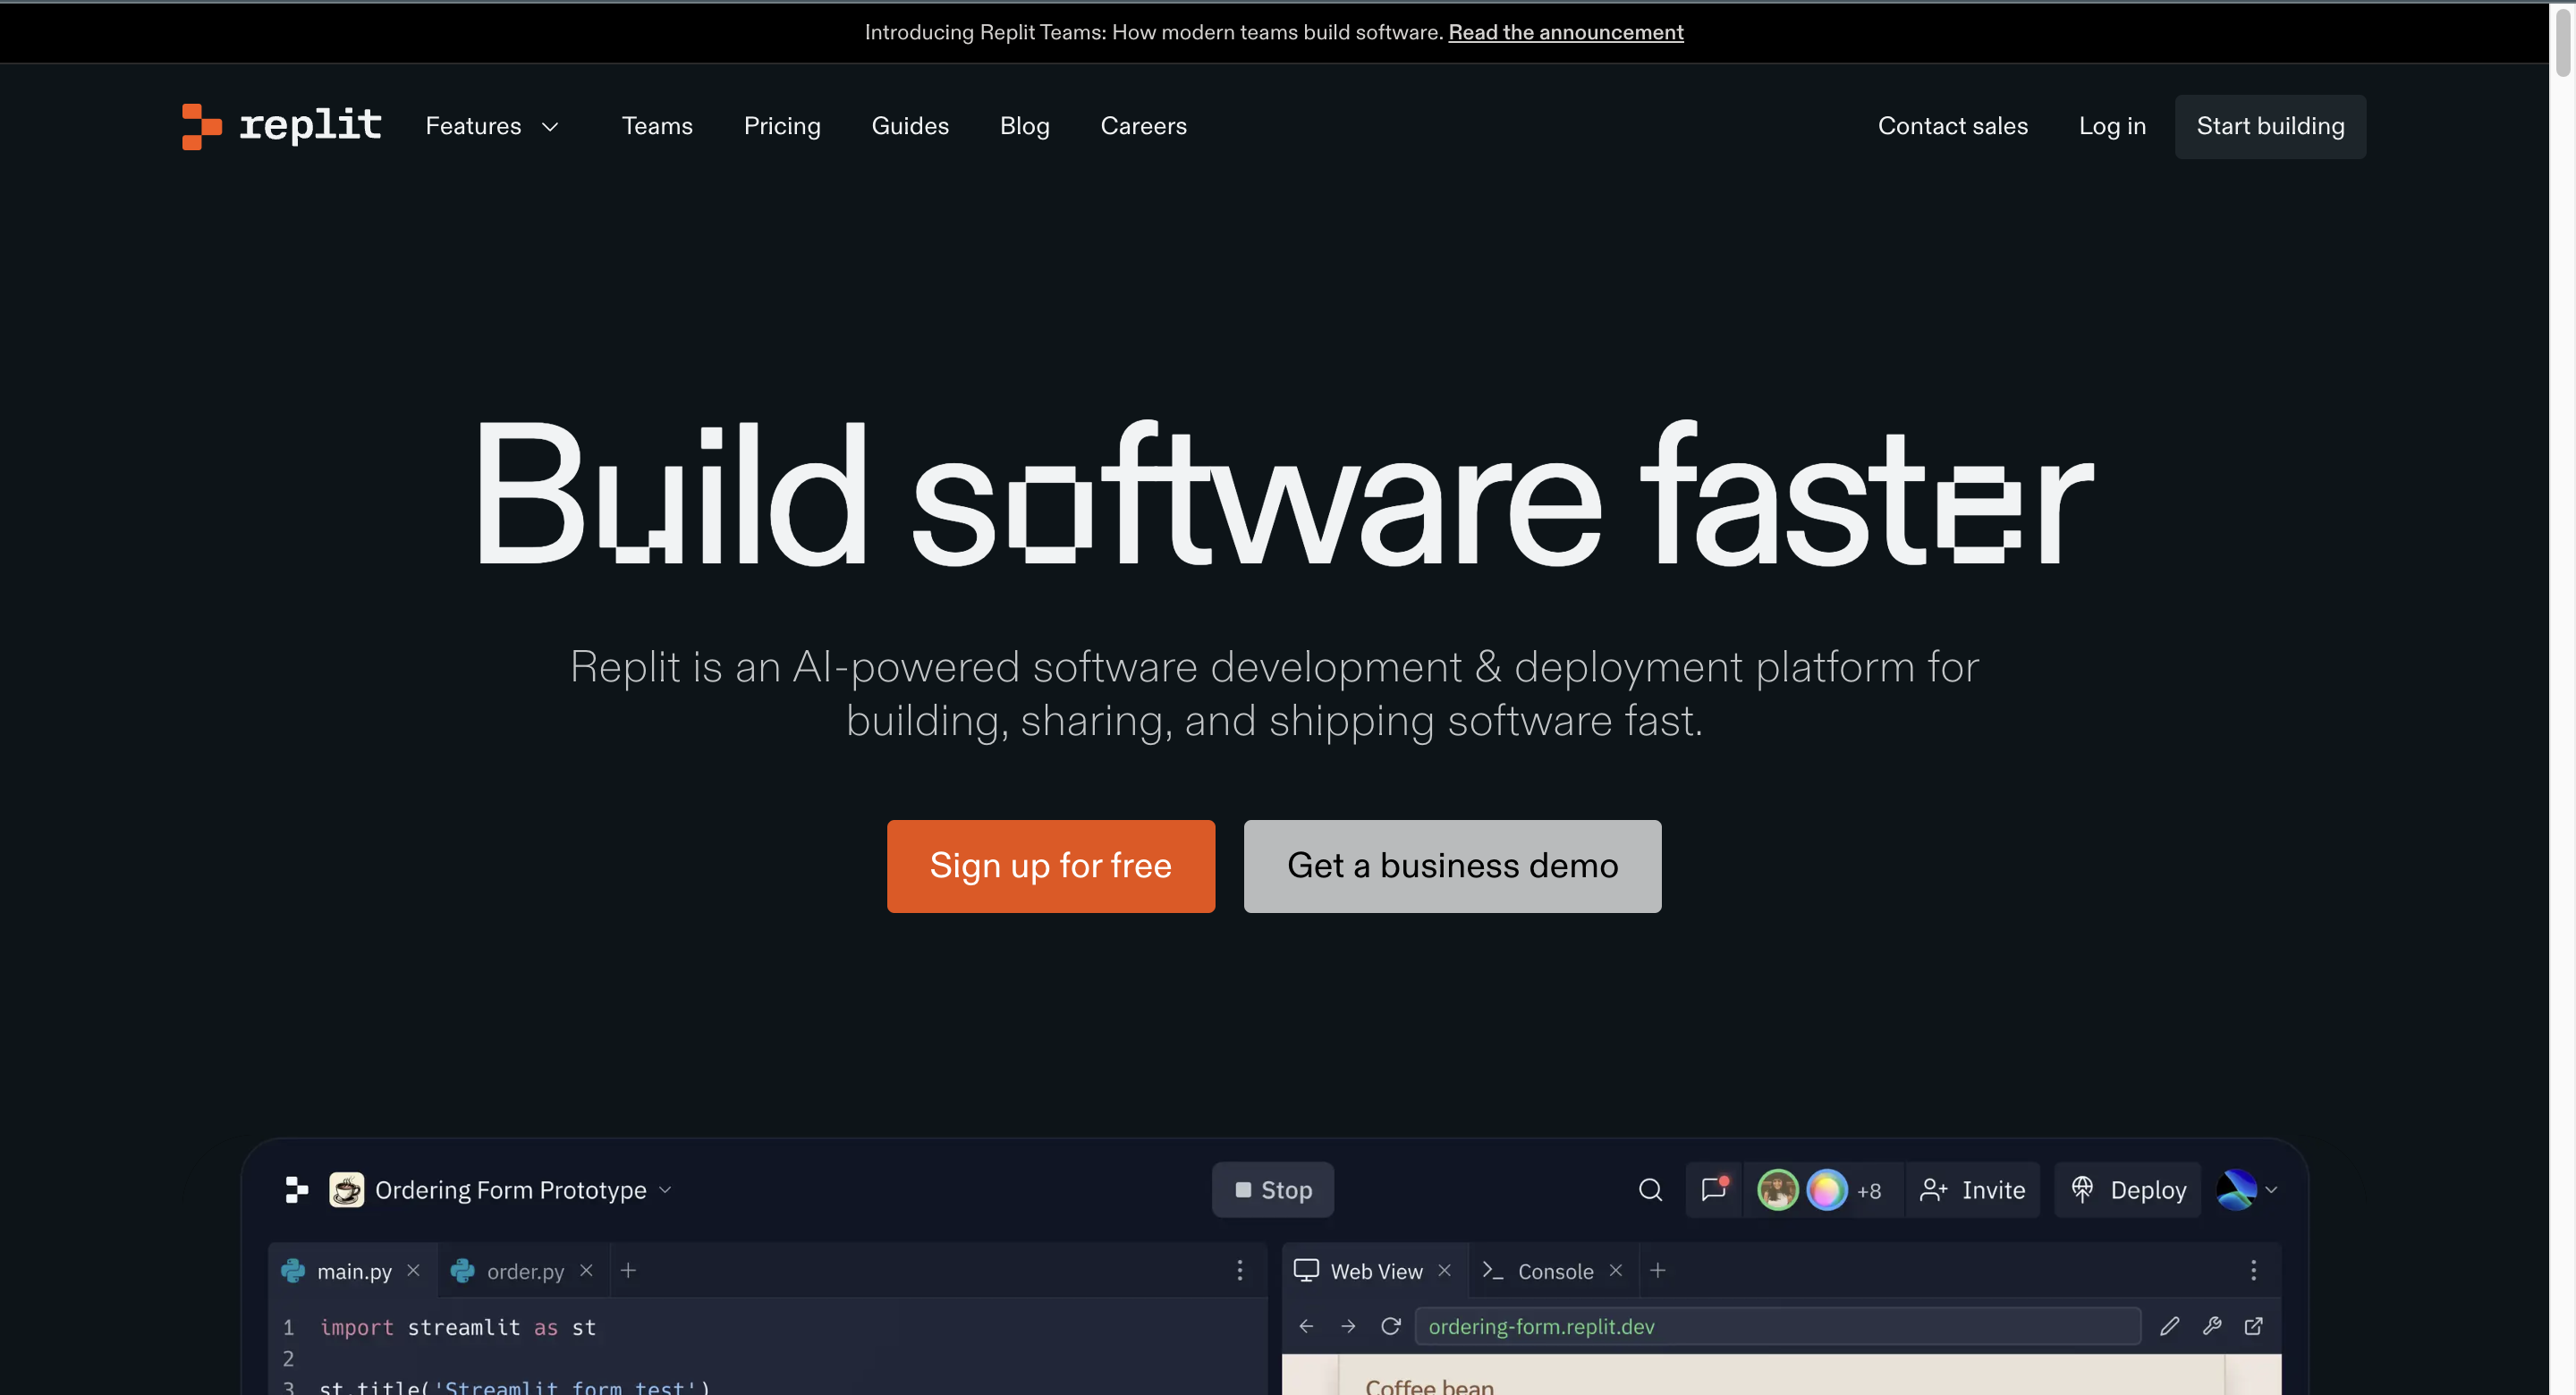 Introducing Replit Teams: How modern teams build software. Read the announcement
replit Features Teams Pricing Guides Blog Careers Contact sales Log in Start building
Build software faster
Replit is an AI-powered software development & deployment platform for
building, sharing, and shipping software fast.
Sign up for free Get a business demo
Ordering Form Prototype Stop +8 Invite Deploy
main.py order.py
1 import streamlit as st
2
3 st.title('Streamlit form test')
Web View Console
ordering-form.replit.dev
Coffee bean